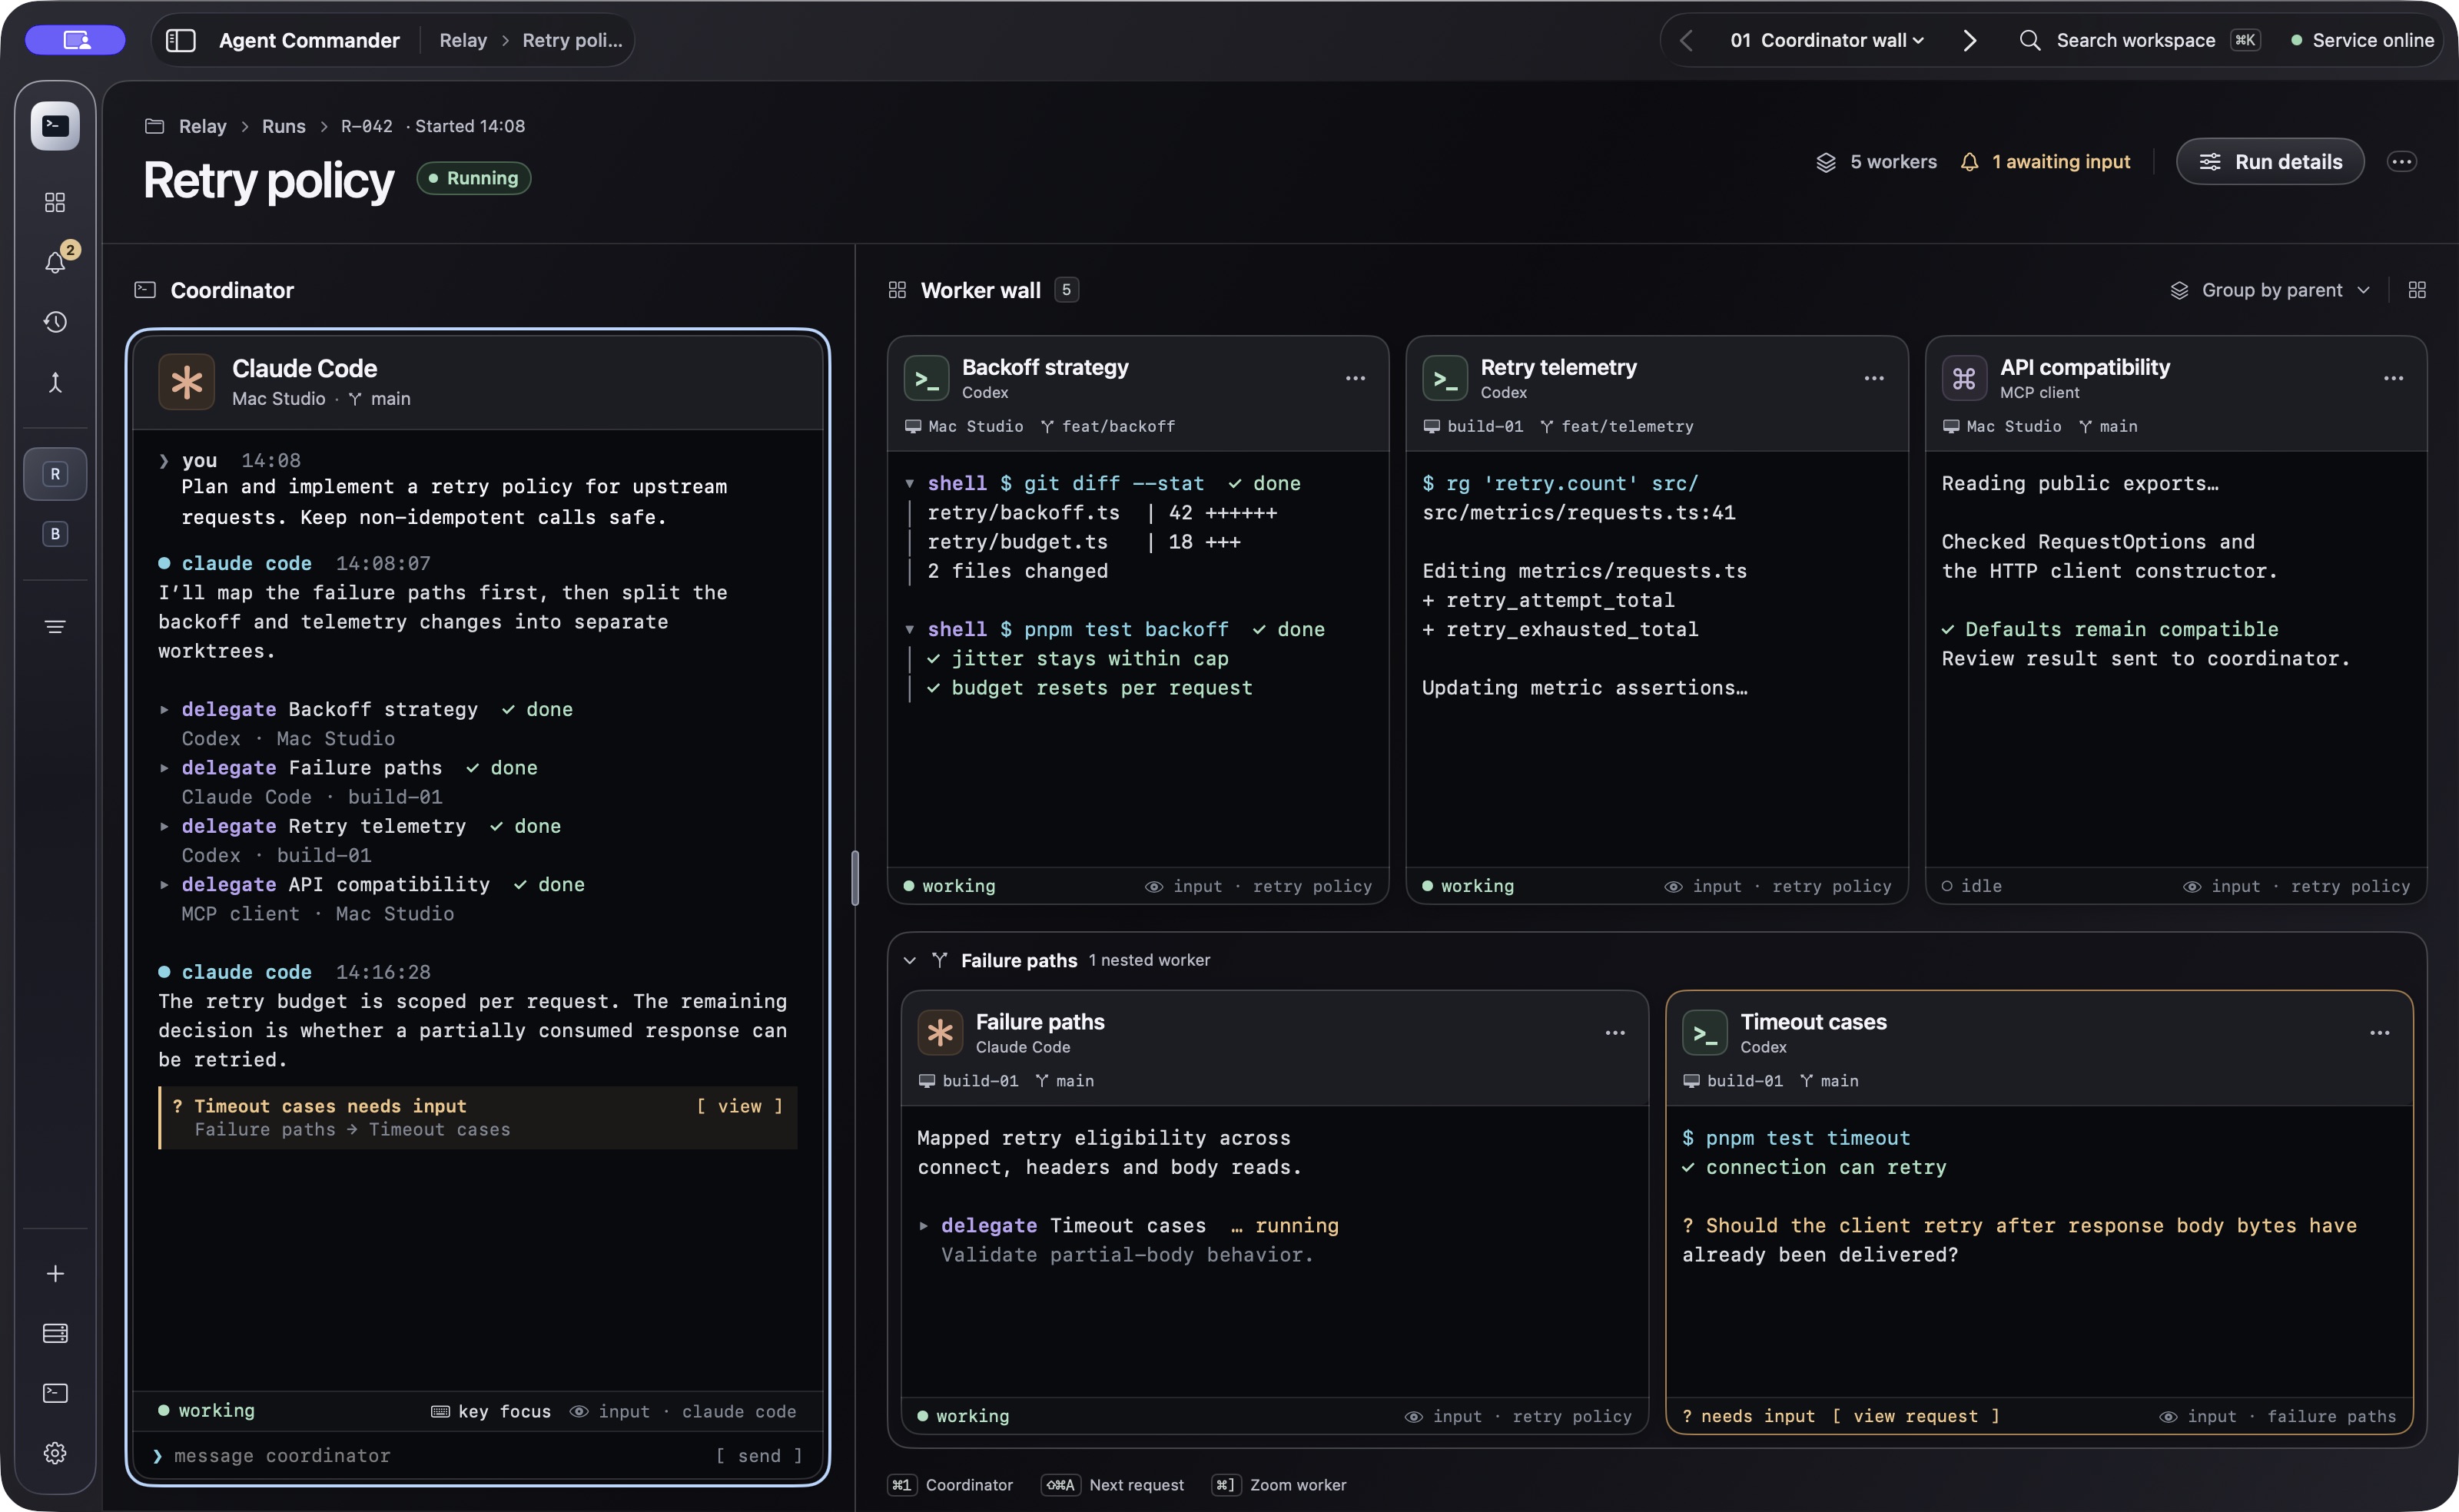 Agent Commander
Relay > Retry poli...
01 Coordinator wall
Search workspace ⌘K
Service online
Relay > Runs > R-042 · Started 14:08
Retry policy
Running
5 workers
1 awaiting input
Run details
2
R
B
Coordinator
Claude Code
Mac Studio · main
❯ you 14:08
Plan and implement a retry policy for upstream
requests. Keep non-idempotent calls safe.
claude code 14:08:07
I’ll map the failure paths first, then split the
backoff and telemetry changes into separate
worktrees.
▸ delegate Backoff strategy ✓ done
Codex · Mac Studio
▸ delegate Failure paths ✓ done
Claude Code · build-01
▸ delegate Retry telemetry ✓ done
Codex · build-01
▸ delegate API compatibility ✓ done
MCP client · Mac Studio
claude code 14:16:28
The retry budget is scoped per request. The remaining
decision is whether a partially consumed response can
be retried.
? Timeout cases needs input [ view ]
Failure paths → Timeout cases
working
key focus
input · claude code
❯ message coordinator [ send ]
Worker wall 5
Group by parent
Backoff strategy
Codex
Mac Studio feat/backoff
▾ shell $ git diff --stat ✓ done
retry/backoff.ts | 42 ++++++
retry/budget.ts | 18 +++
2 files changed
▾ shell $ pnpm test backoff ✓ done
✓ jitter stays within cap
✓ budget resets per request
working
input · retry policy
Retry telemetry
Codex
build-01 feat/telemetry
$ rg 'retry.count' src/
src/metrics/requests.ts:41
Editing metrics/requests.ts
+ retry_attempt_total
+ retry_exhausted_total
Updating metric assertions…
working
input · retry policy
API compatibility
MCP client
Mac Studio main
Reading public exports…
Checked RequestOptions and
the HTTP client constructor.
✓ Defaults remain compatible
Review result sent to coordinator.
idle
input · retry policy
Failure paths 1 nested worker
Failure paths
Claude Code
build-01 main
Mapped retry eligibility across
connect, headers and body reads.
▸ delegate Timeout cases … running
Validate partial-body behavior.
working
input · retry policy
Timeout cases
Codex
build-01 main
$ pnpm test timeout
✓ connection can retry
? Should the client retry after response body bytes have
already been delivered?
? needs input [ view request ]
input · failure paths
⌘1 Coordinator
⇧⌘A Next request
⌘] Zoom worker